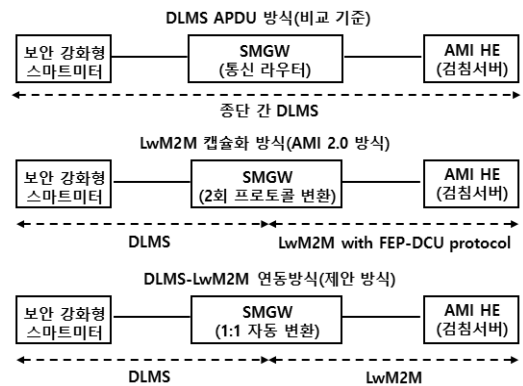 DLMS APDU 방식(비교 기준)
보안 강화형
스마트미터
SMGW
(통신 라우터)
AMI HE
(검침서버)
종단 간 DLMS
LwM2M 캡슐화 방식(AMI 2.0 방식)
보안 강화형
스마트미터
SMGW
(2회 프로토콜 변환)
AMI HE
(검침서버)
DLMS
LwM2M with FEP-DCU protocol
DLMS-LwM2M 연동방식(제안 방식)
보안 강화형
스마트미터
SMGW
(1:1 자동 변환)
AMI HE
(검침서버)
DLMS
LwM2M